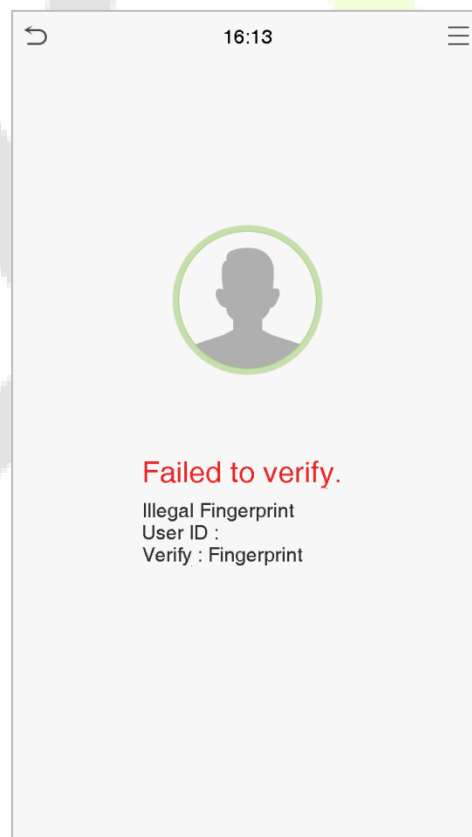 16:13
Failed to verify.
Illegal Fingerprint
User ID :
Verify : Fingerprint